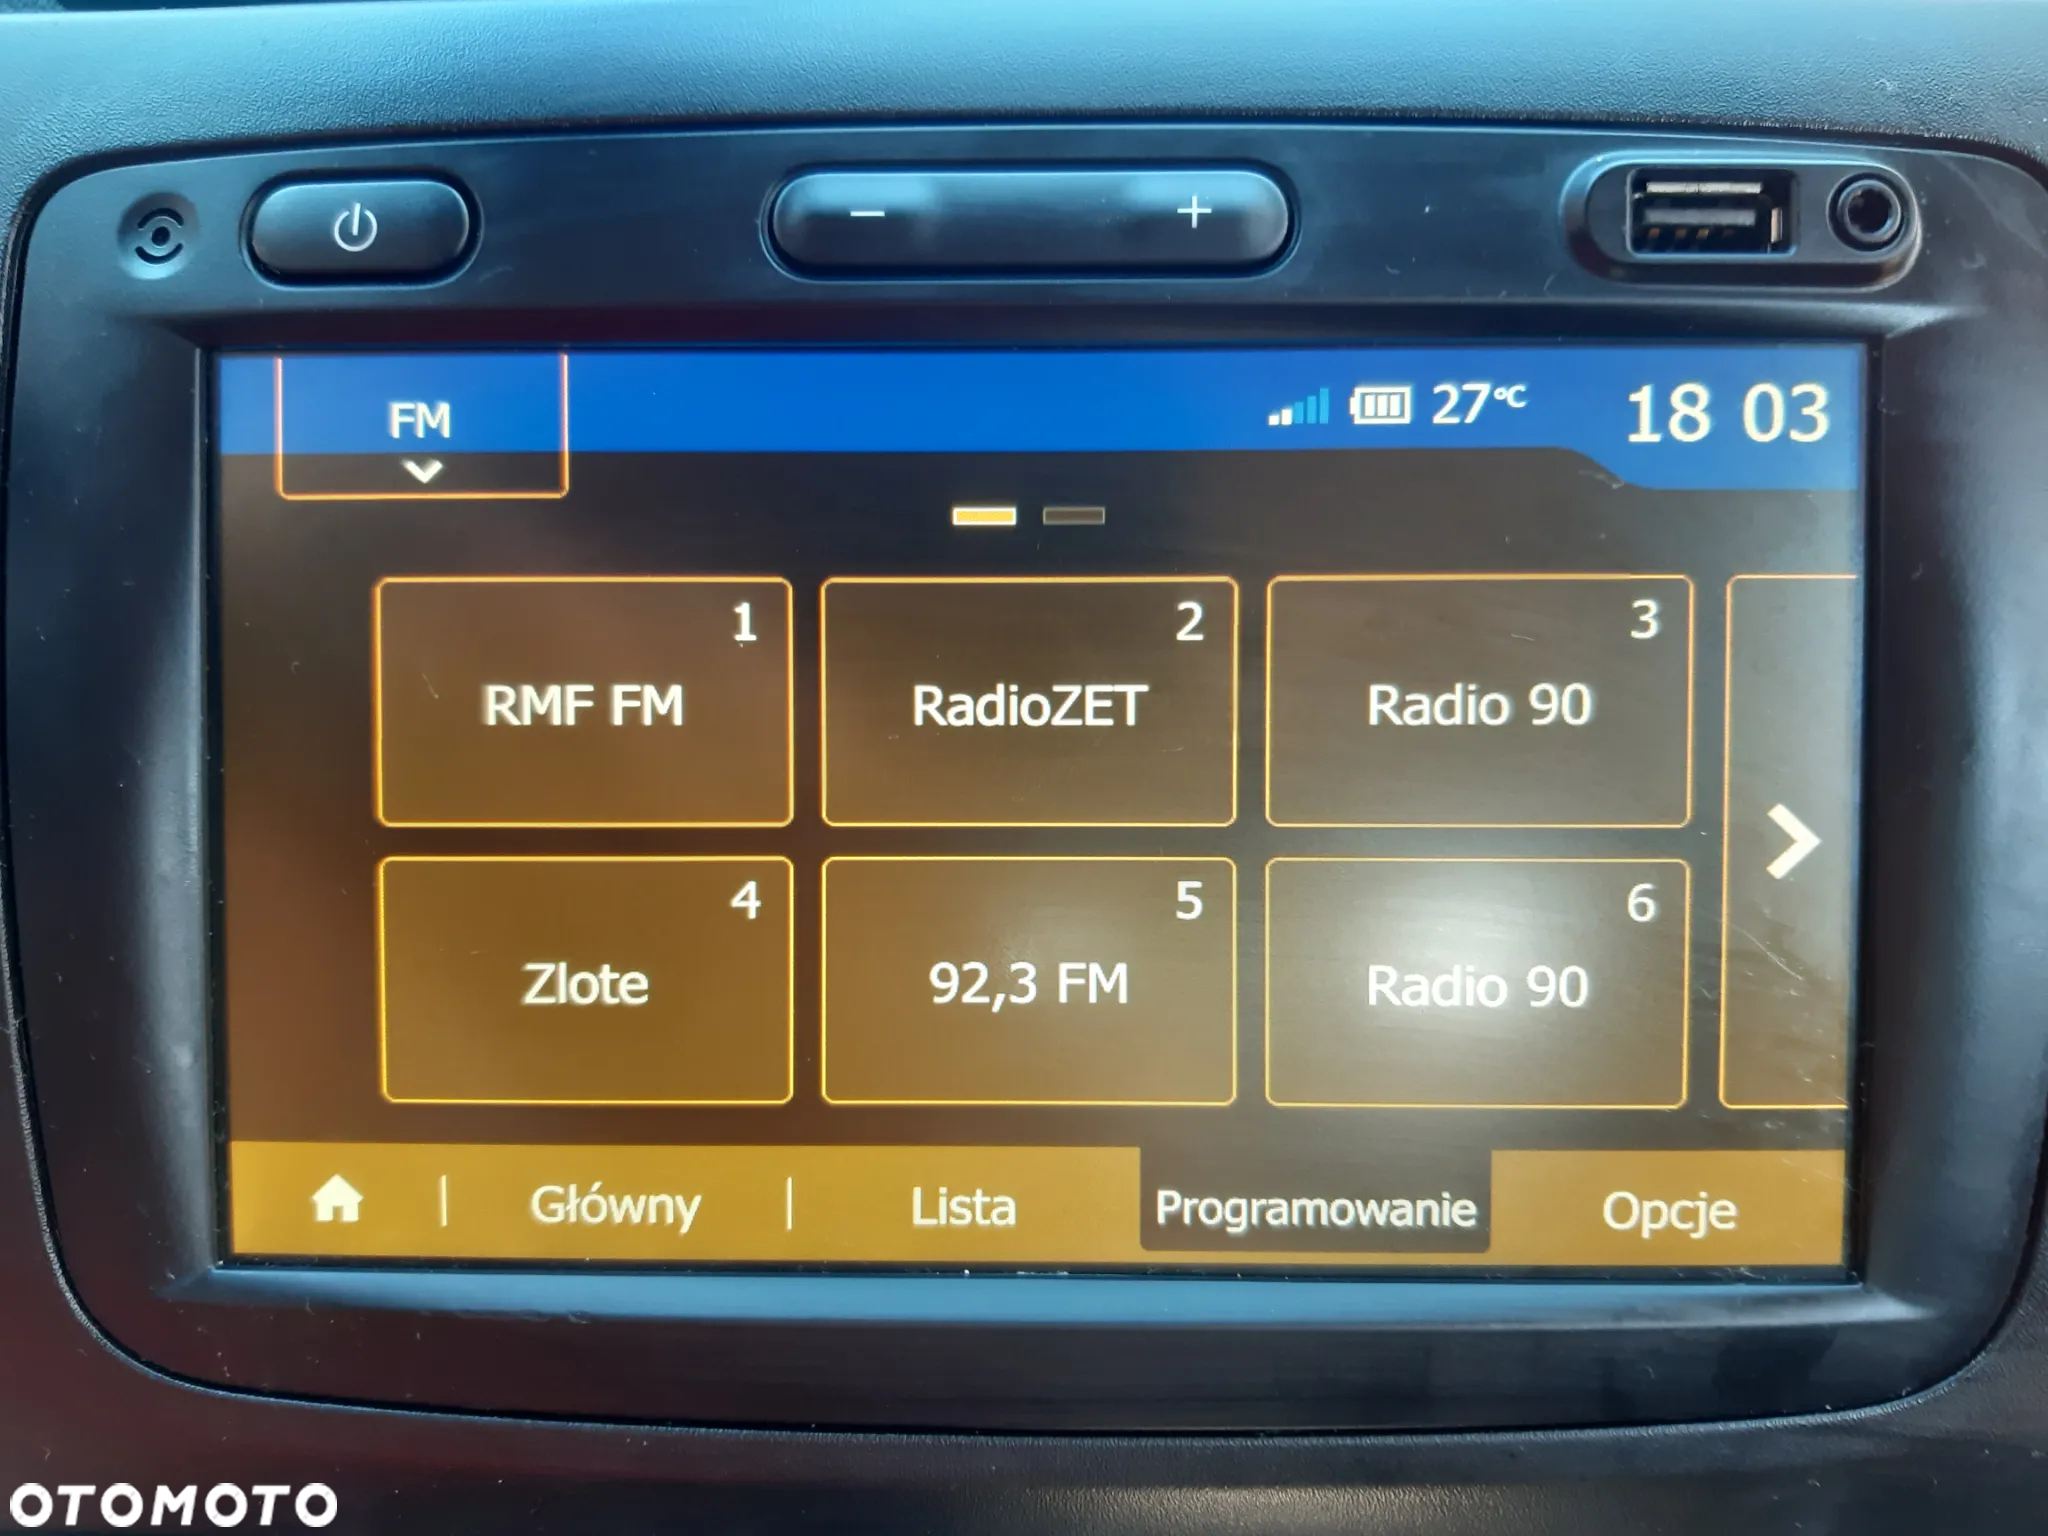 − +
FM 27°C 18 03
1 2 3
RMF FM RadioZET Radio 90
4 5 6
Zlote 92,3 FM Radio 90
Główny | Lista Programowanie Opcje
OTOMOTO